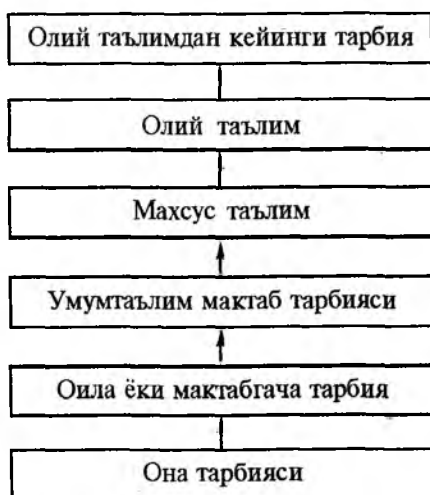 Олий таълимдан кейинги тарбия
Олий таълим
Махсус таълим
Умумтаълим мактаб тарбияси
Оила ёки мактабгача тарбия
Она тарбияси